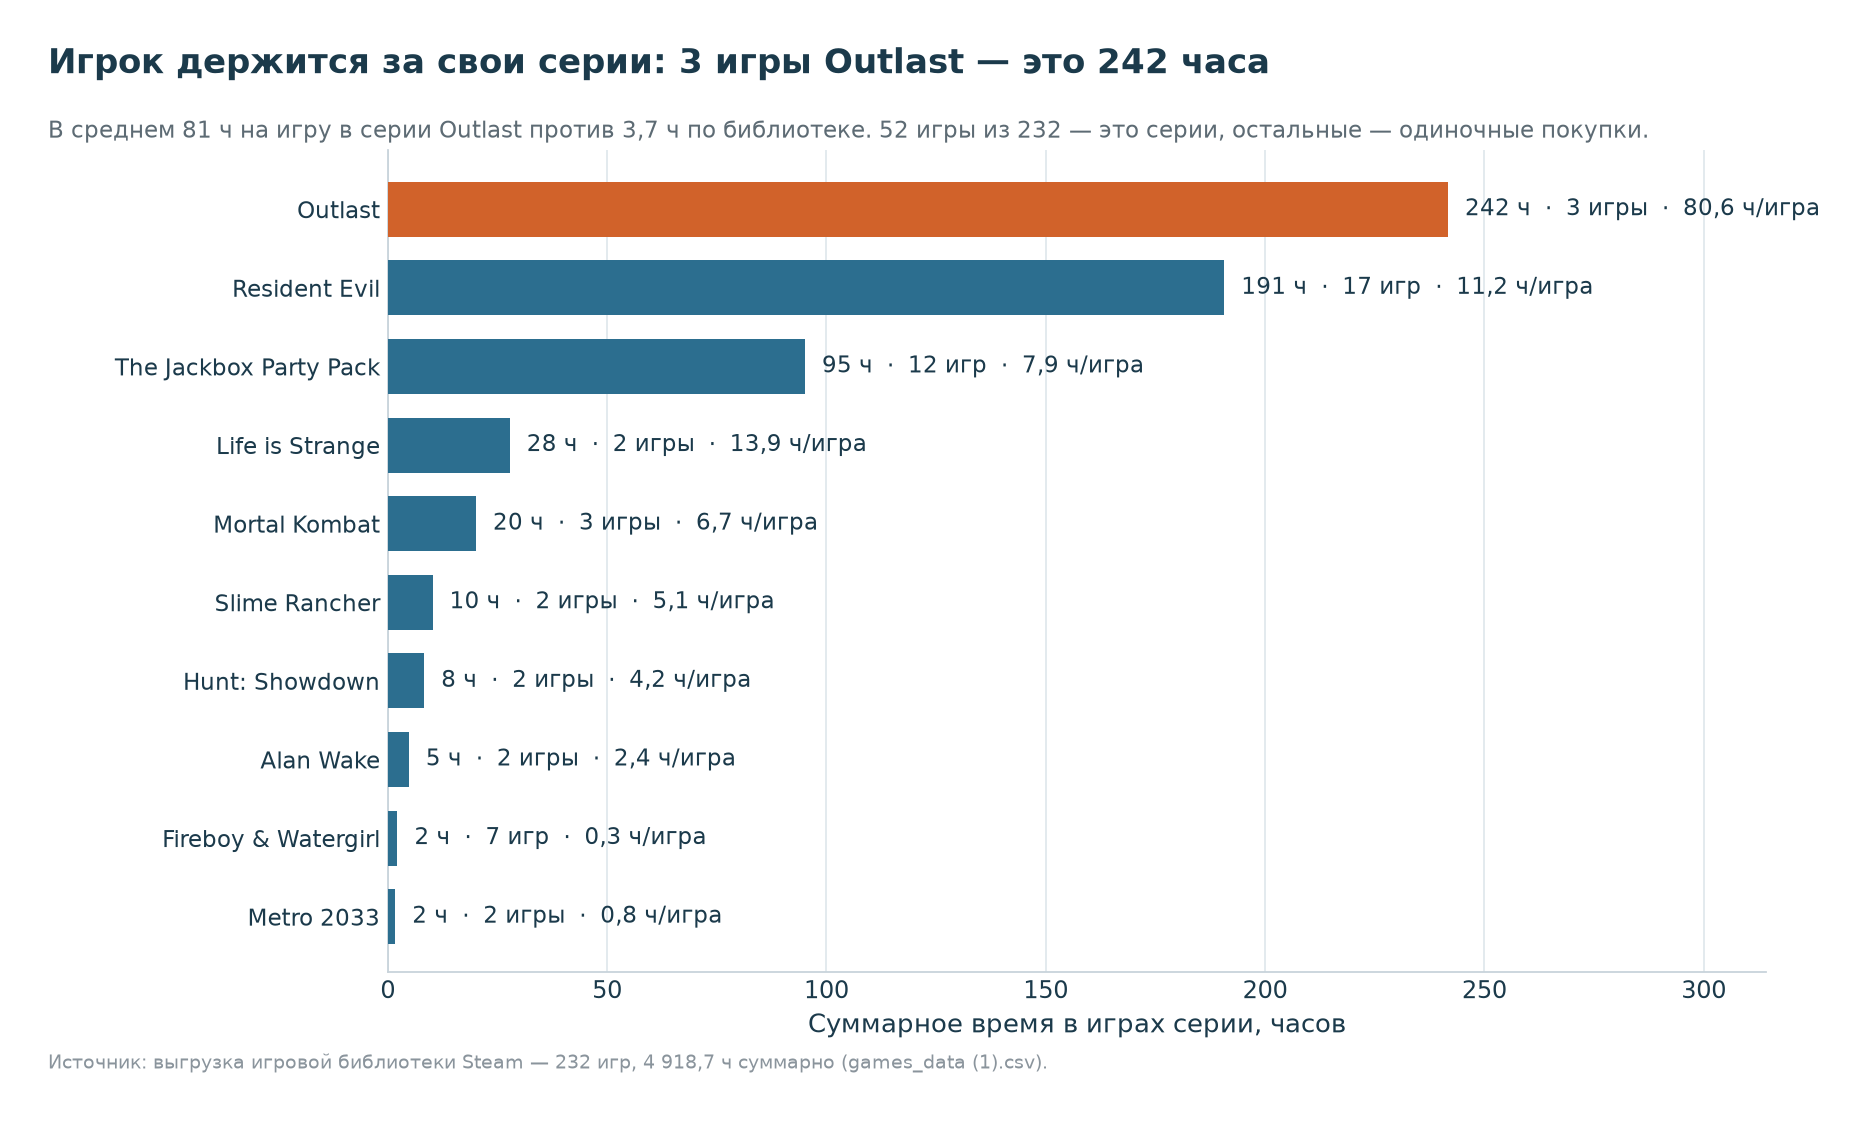 Игрок держится за свои серии: 3 игры Outlast — это 242 часа
В среднем 81 ч на игру в серии Outlast против 3,7 ч по библиотеке. 52 игры из 232 — это серии, остальные — одиночные покупки.
Outlast 242 ч · 3 игры · 80,6 ч/игра
Resident Evil 191 ч · 17 игр · 11,2 ч/игра
The Jackbox Party Pack 95 ч · 12 игр · 7,9 ч/игра
Life is Strange 28 ч · 2 игры · 13,9 ч/игра
Mortal Kombat 20 ч · 3 игры · 6,7 ч/игра
Slime Rancher 10 ч · 2 игры · 5,1 ч/игра
Hunt: Showdown 8 ч · 2 игры · 4,2 ч/игра
Alan Wake 5 ч · 2 игры · 2,4 ч/игра
Fireboy & Watergirl 2 ч · 7 игр · 0,3 ч/игра
Metro 2033 2 ч · 2 игры · 0,8 ч/игра
0 50 100 150 200 250 300
Суммарное время в играх серии, часов
Источник: выгрузка игровой библиотеки Steam — 232 игр, 4 918,7 ч суммарно (games_data (1).csv).